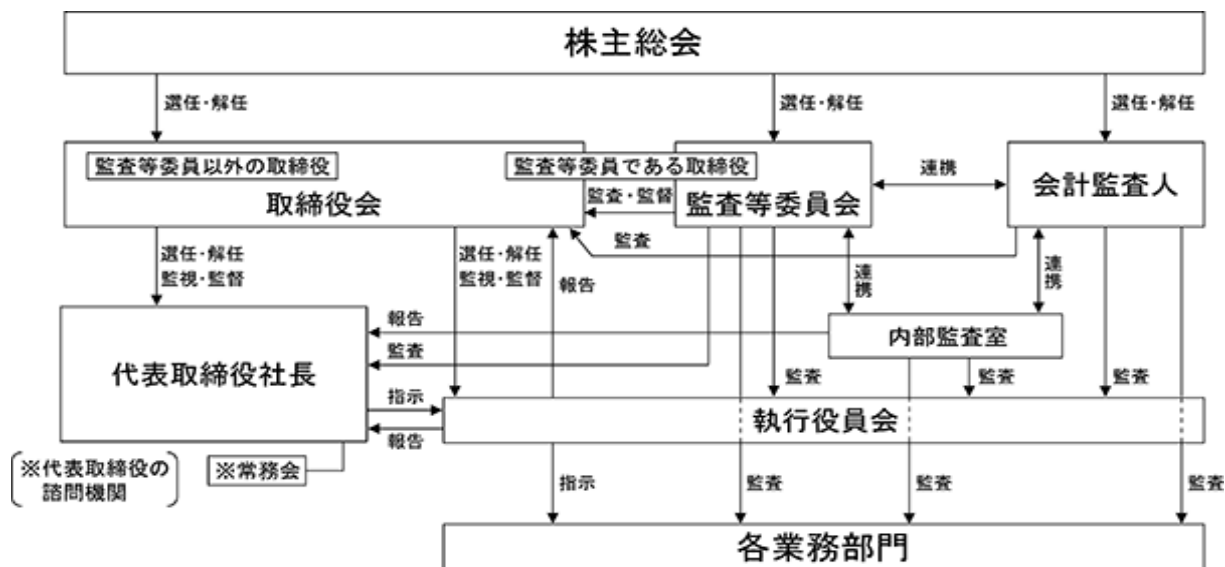 株主総会
選任・解任
選任・解任
選任・解任
監査等委員以外の取締役
監査等委員である取締役
取締役会
監査・監督
監査等委員会
連携
会計監査人
監査
選任・解任
監視・監督
選任・解任
監視・監督
報告
連携
連携
報告
内部監査室
監査
代表取締役社長
監査
監査
監査
指示
執行役員会
報告
※代表取締役の
諮問機関
※常務会
指示
監査
監査
監査
各業務部門